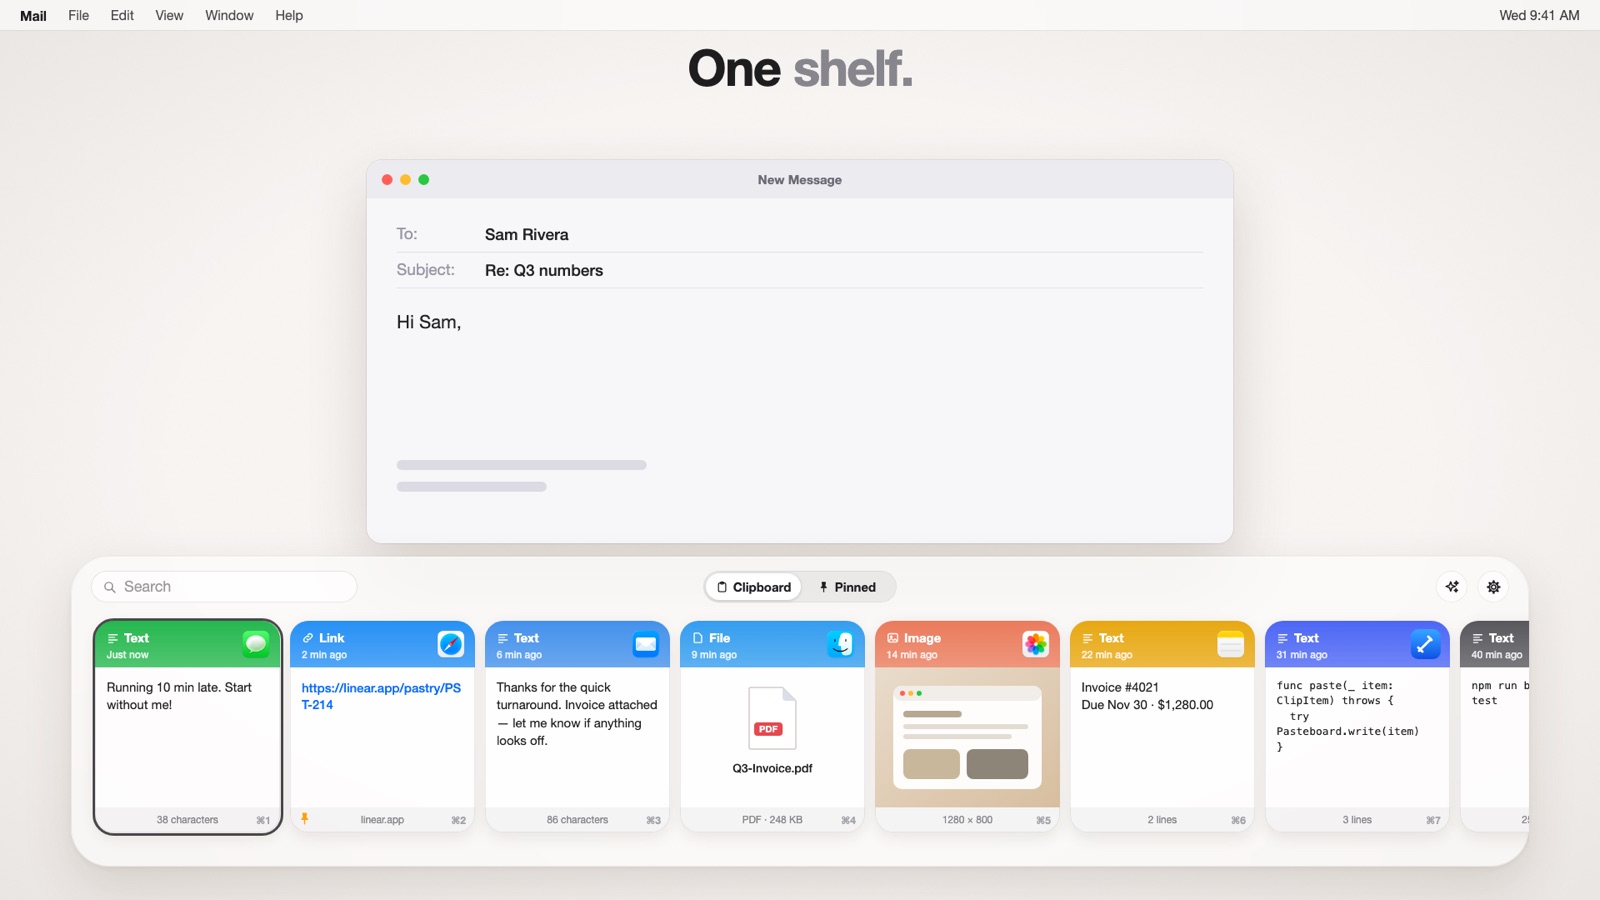 Mail File Edit View Window Help Wed 9:41 AM
One shelf.
New Message
To: Sam Rivera
Subject: Re: Q3 numbers
Hi Sam,
Search
Clipboard
Pinned
Text
Just now
Running 10 min late. Start
without me!
38 characters ⌘1
Link
2 min ago
https://linear.app/pastry/PS
T-214
linear.app ⌘2
Text
6 min ago
Thanks for the quick
turnaround. Invoice attached
— let me know if anything
looks off.
86 characters ⌘3
File
9 min ago
PDF
Q3-Invoice.pdf
PDF · 248 KB ⌘4
Image
14 min ago
1280 × 800 ⌘5
Text
22 min ago
Invoice #4021
Due Nov 30 · $1,280.00
2 lines ⌘6
Text
31 min ago
func paste(_ item:
ClipItem) throws {
  try
Pasteboard.write(item)
}
3 lines ⌘7
Text
40 min ago
npm run
test